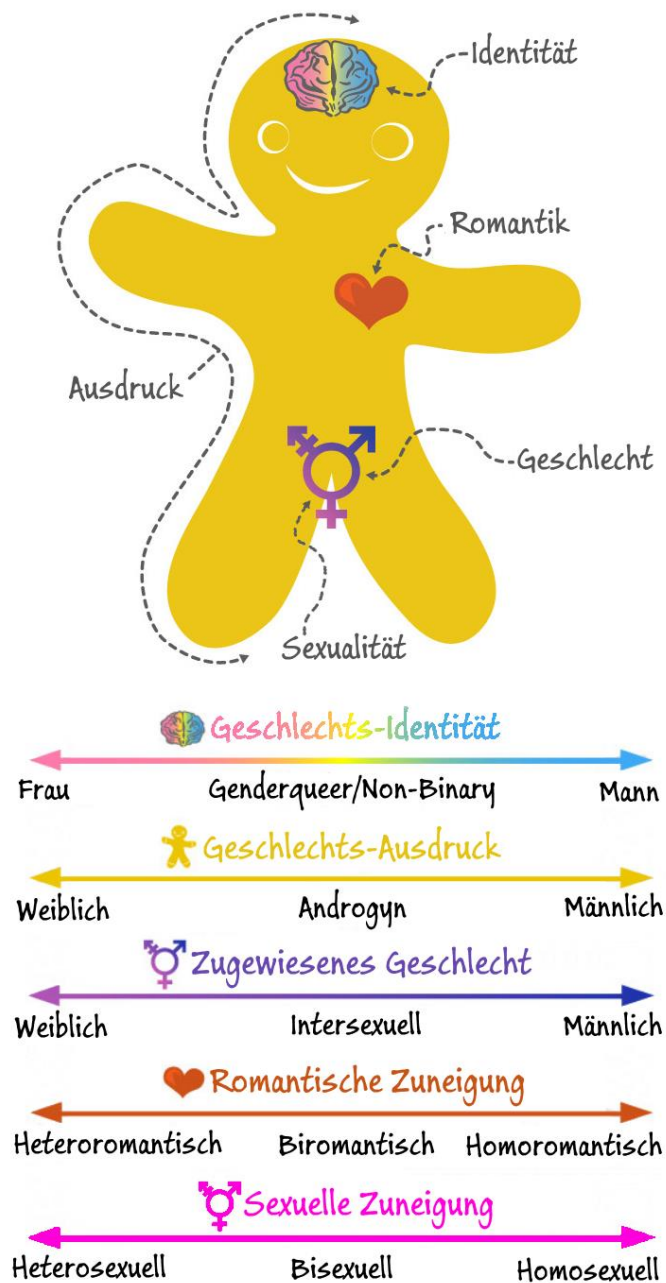 Identität
Romantik
Ausdruck
Geschlecht
Sexualität
Geschlechts-Identität
Frau Genderqueer/Non-Binary Mann
Geschlechts-Ausdruck
Weiblich Androgyn Männlich
Zugewiesenes Geschlecht
Weiblich Intersexuell Männlich
Romantische Zuneigung
Heteroromantisch Biromantisch Homoromantisch
Sexuelle Zuneigung
Heterosexuell Bisexuell Homosexuell